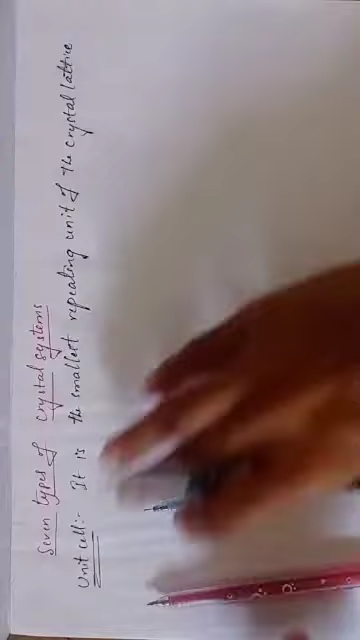 Seven types of crystal systems
Unit cell:- It is the smallest repeating unit of the crystal lattice